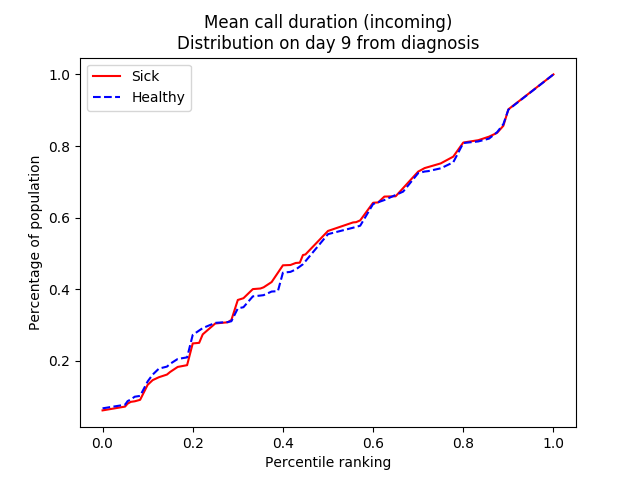 Mean call duration (incoming)
Distribution on day 9 from diagnosis
Sick
Healthy
Percentage of population
1.0
0.8
0.6
0.4
0.2
0.0
0.2
0.4
0.6
0.8
1.0
Percentile ranking